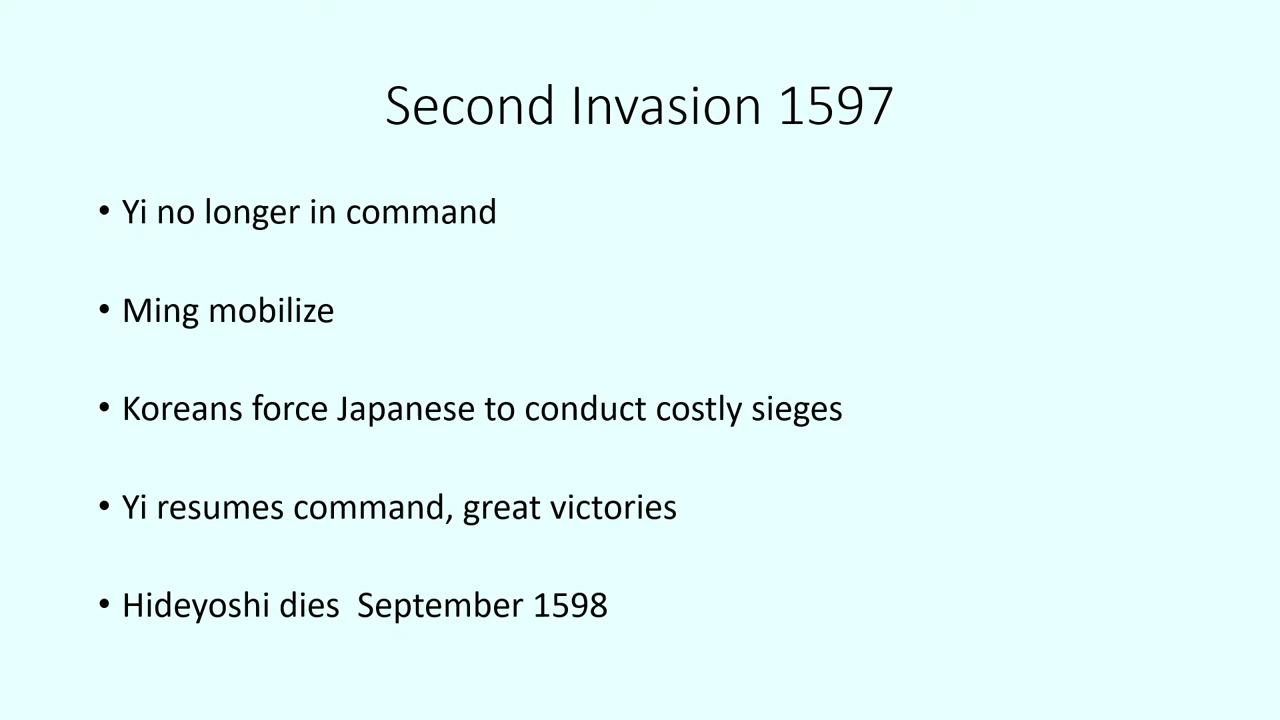 Second Invasion 1597
• Yi no longer in command
• Ming mobilize
• Koreans force Japanese to conduct costly sieges
• Yi resumes command, great victories
• Hideyoshi dies  September 1598